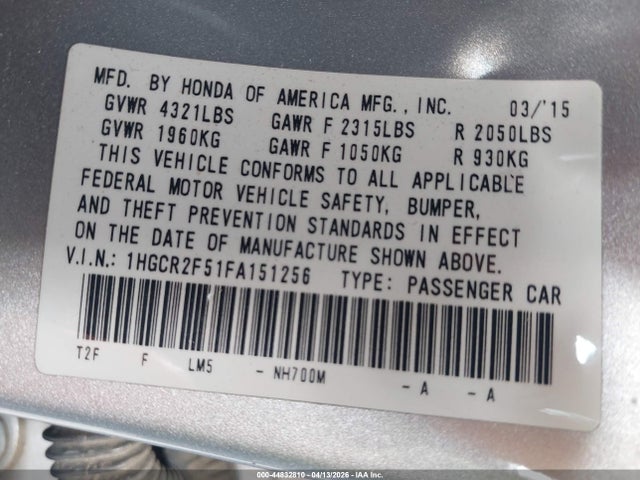 MFD. BY HONDA OF AMERICA MFG., INC. 03/'15
GVWR 4321LBS GAWR F 2315LBS R 2050LBS
GVWR 1960KG GAWR F 1050KG R 930KG
THIS VEHICLE CONFORMS TO ALL APPLICABLE
FEDERAL MOTOR VEHICLE SAFETY, BUMPER,
AND THEFT PREVENTION STANDARDS IN EFFECT
ON THE DATE OF MANUFACTURE SHOWN ABOVE.
V.I.N.: 1HGCR2F51FA151256 TYPE: PASSENGER CAR
T2F F LM5 - NH700M - A - A
000-44832810 - 04/13/2026 - IAA Inc.